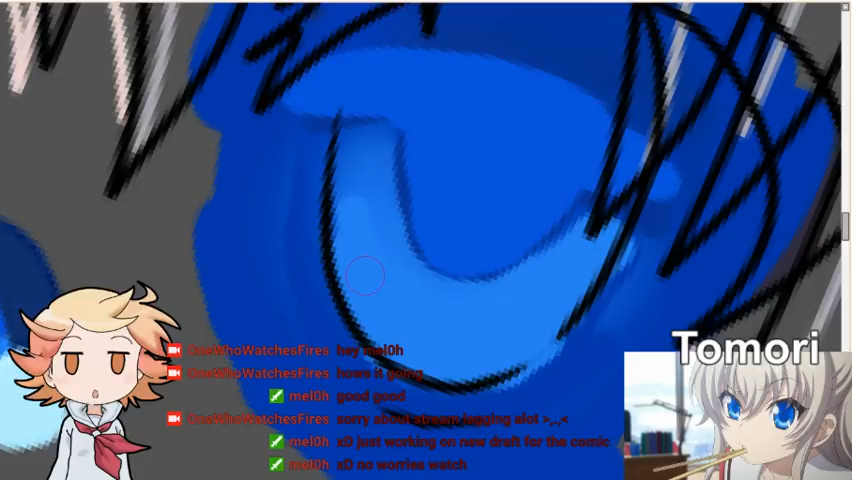 Tomori
OneWhoWatchesFires hey mel0h
OneWhoWatchesFires hows it going
mel0h good good
OneWhoWatchesFires sorry about stream lagging alot >,,<
mel0h xD just working on new draft for the comic
mel0h xD no worries watch